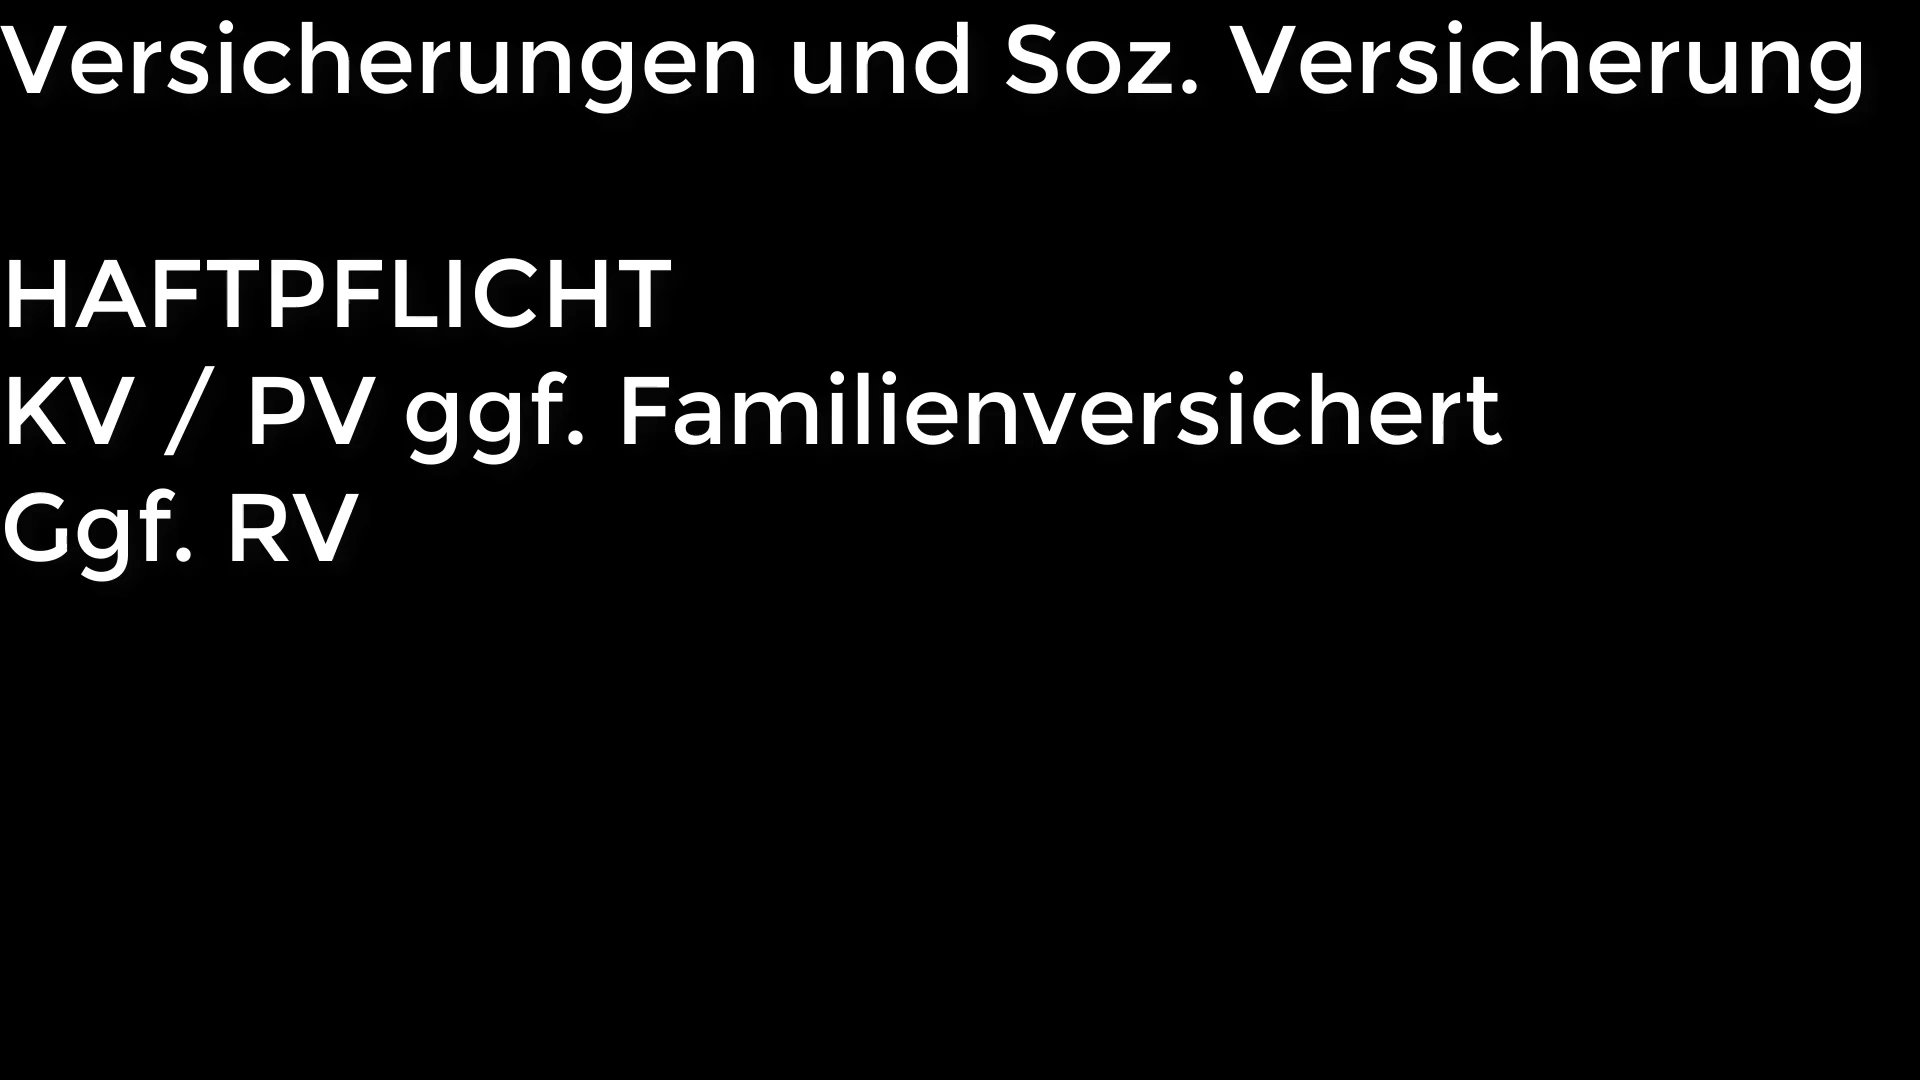 Versicherungen und Soz. Versicherung
HAFTPFLICHT
KV / PV ggf. Familienversichert
Ggf. RV